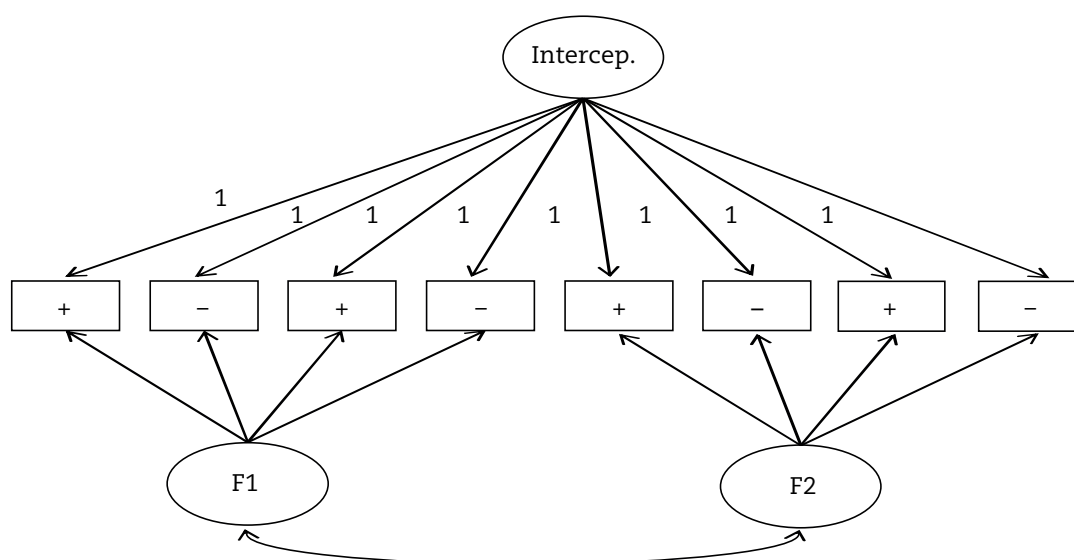 Intercep.
1 1 1 1 1 1 1 1
+ − + − + − + −
F1 F2